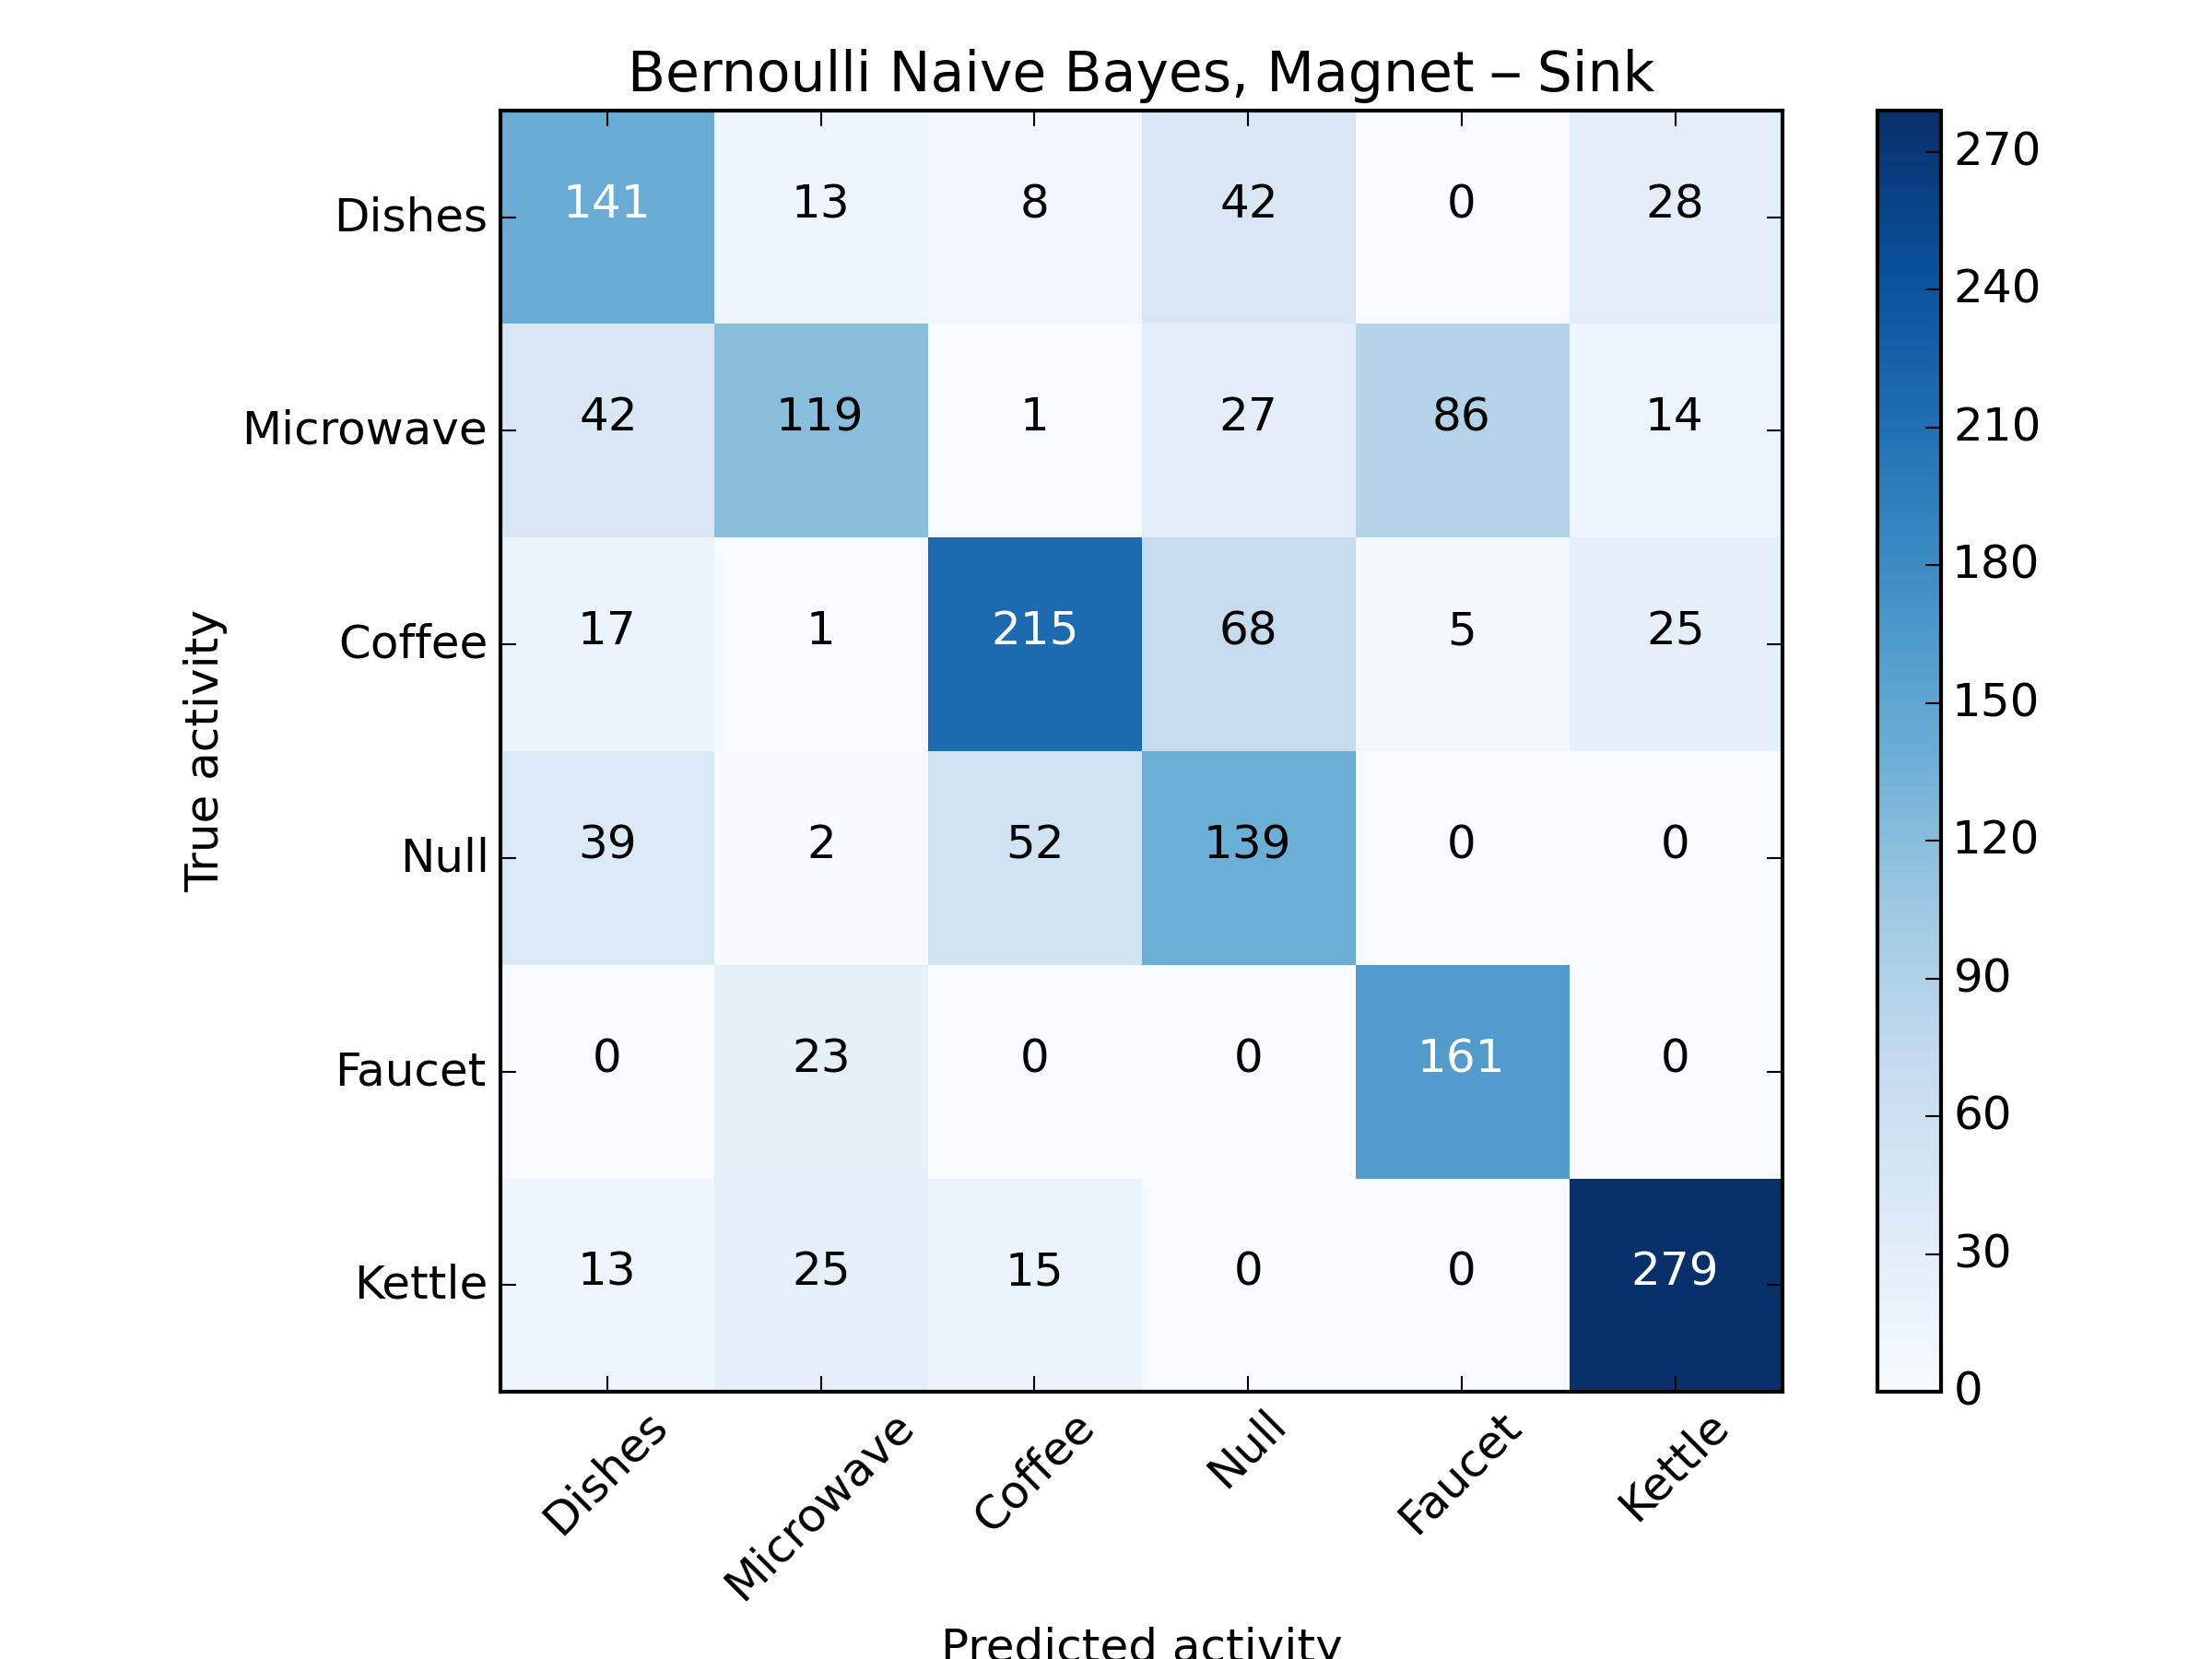 Bernoulli Naive Bayes, Magnet – Sink
Dishes 141 13 8 42 0 28
Microwave 42 119 1 27 86 14
Coffee 17 1 215 68 5 25
Null 39 2 52 139 0 0
Faucet 0 23 0 0 161 0
Kettle 13 25 15 0 0 279
True activity
Dishes Microwave Coffee Null Faucet Kettle
Predicted activity
270
240
210
180
150
120
90
60
30
0